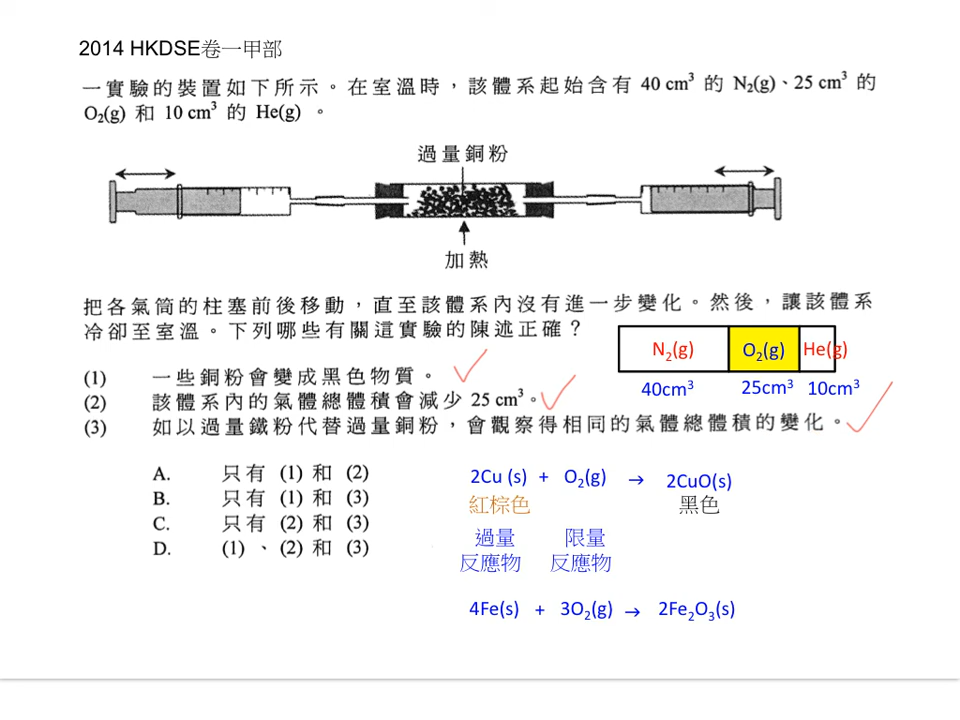 2014 HKDSE卷一甲部
一實驗的裝置如下所示。在室溫時，該體系起始含有 40 cm³ 的 N₂(g)、25 cm³ 的
O₂(g) 和 10 cm³ 的 He(g) 。
過量銅粉
加熱
把各氣筒的柱塞前後移動，直至該體系內沒有進一步變化。然後，讓該體系
冷卻至室溫。下列哪些有關這實驗的陳述正確？
N₂(g) O₂(g) He(g)
40cm³ 25cm³ 10cm³
(1) 一些銅粉會變成黑色物質。
(2) 該體系內的氣體總體積會減少 25 cm³。
(3) 如以過量鐵粉代替過量銅粉，會觀察得相同的氣體總體積的變化。
A. 只有 (1) 和 (2)
B. 只有 (1) 和 (3)
C. 只有 (2) 和 (3)
D. (1) 、 (2) 和 (3)
2Cu (s) + O₂(g) → 2CuO(s)
紅棕色 黑色
過量 限量
反應物 反應物
4Fe(s) + 3O₂(g) → 2Fe₂O₃(s)